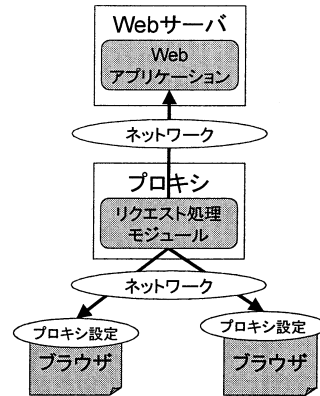 Webサーバ
Web
アプリケーション
ネットワーク
プロキシ
リクエスト処理
モジュール
ネットワーク
プロキシ設定
ブラウザ
プロキシ設定
ブラウザ